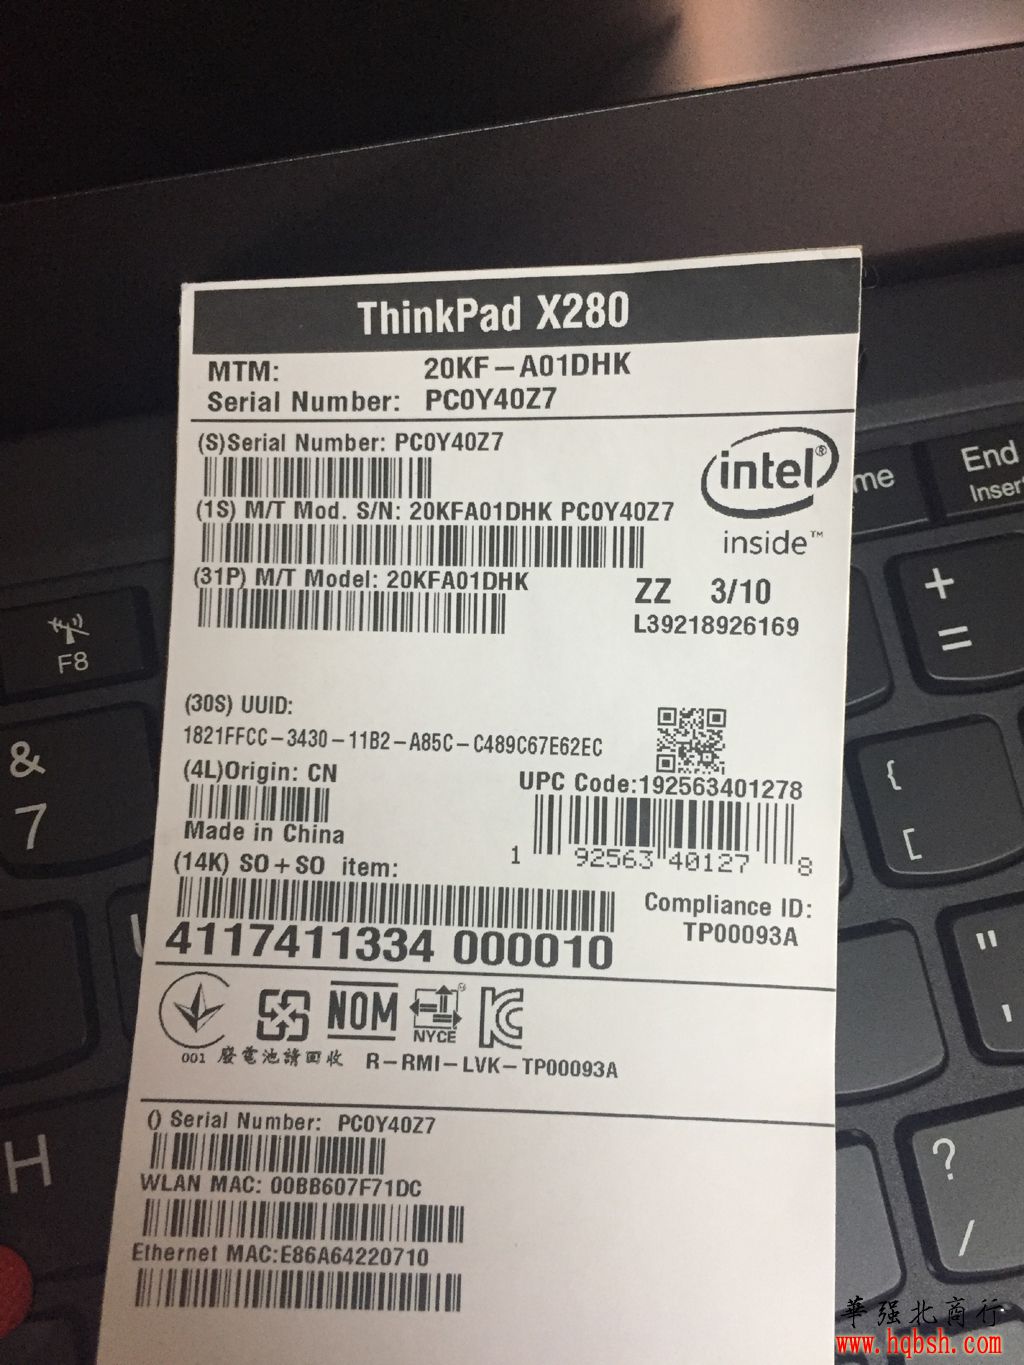 ThinkPad X280
MTM: 20KF-A01DHK
Serial Number: PC0Y40Z7
(S)Serial Number: PC0Y40Z7
intel®
inside™
(1S) M/T Mod. S/N: 20KFA01DHK PC0Y40Z7
(31P) M/T Model: 20KFA01DHK
ZZ 3/10
L39218926169
(30S) UUID:
1821FFCC-3430-11B2-A85C-C489C67E62EC
(4L)Origin: CN
Made in China
UPC Code:192563401278
1 92563 40127 8
(14K) SO+SO item:
4117411334 000010
Compliance ID:
TP00093A
001 廢電池請回收
NOM
NYCE
R-RMI-LVK-TP00093A
() Serial Number: PC0Y40Z7
WLAN MAC: 00BB607F71DC
Ethernet MAC:E86A64220710
me
End
Insert
+
=
F8
&
7
{
[
U
"
'
H
?
/
華强北商行
www.hqbsh.com